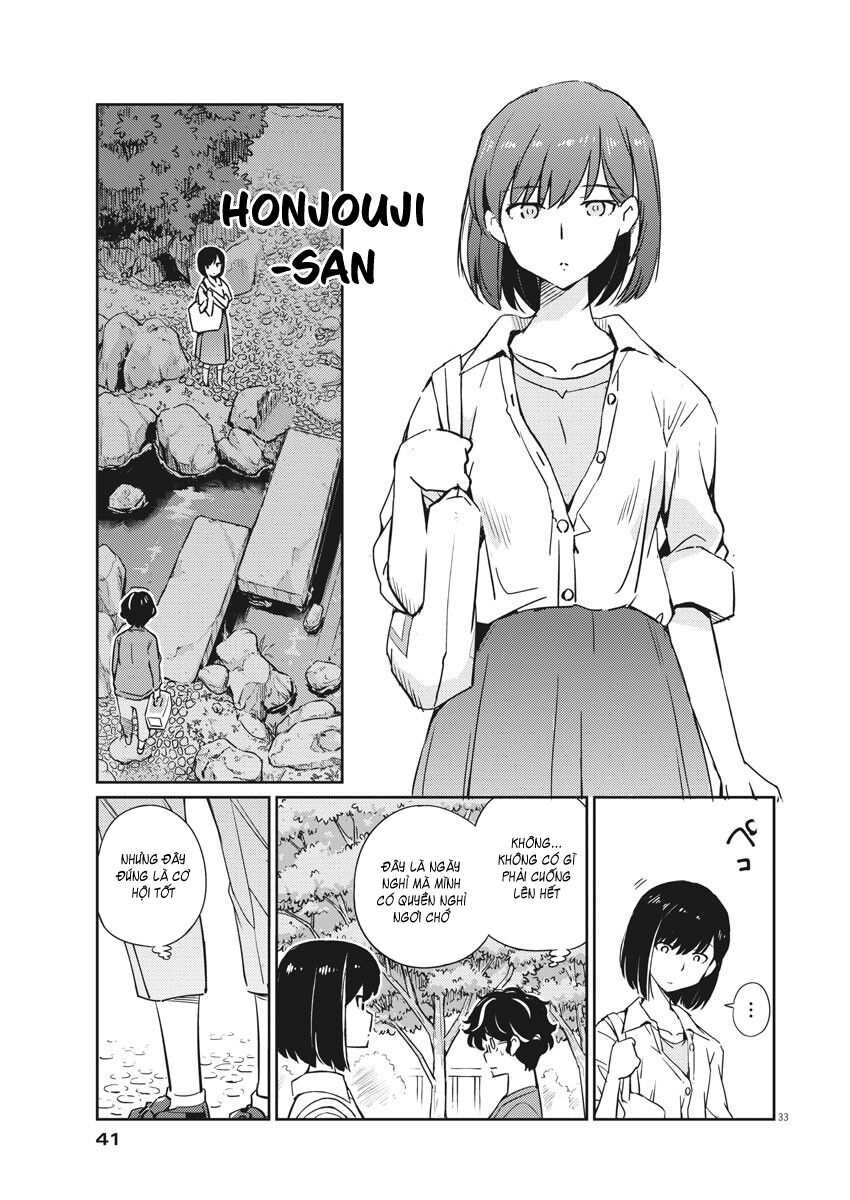 HONJOUJI
-SAN
ペコ
...
KHÔNG...
KHÔNG CÓ GÌ
PHẢI CUỐNG
LÊN HẾT
ĐÂY LÀ NGÀY
NGHỈ MÀ MÌNH
CÓ QUYỀN NGHỈ
NGƠI CHỚ
NHƯNG ĐÂY
ĐÚNG LÀ CƠ
HỘI TỐT
33
41